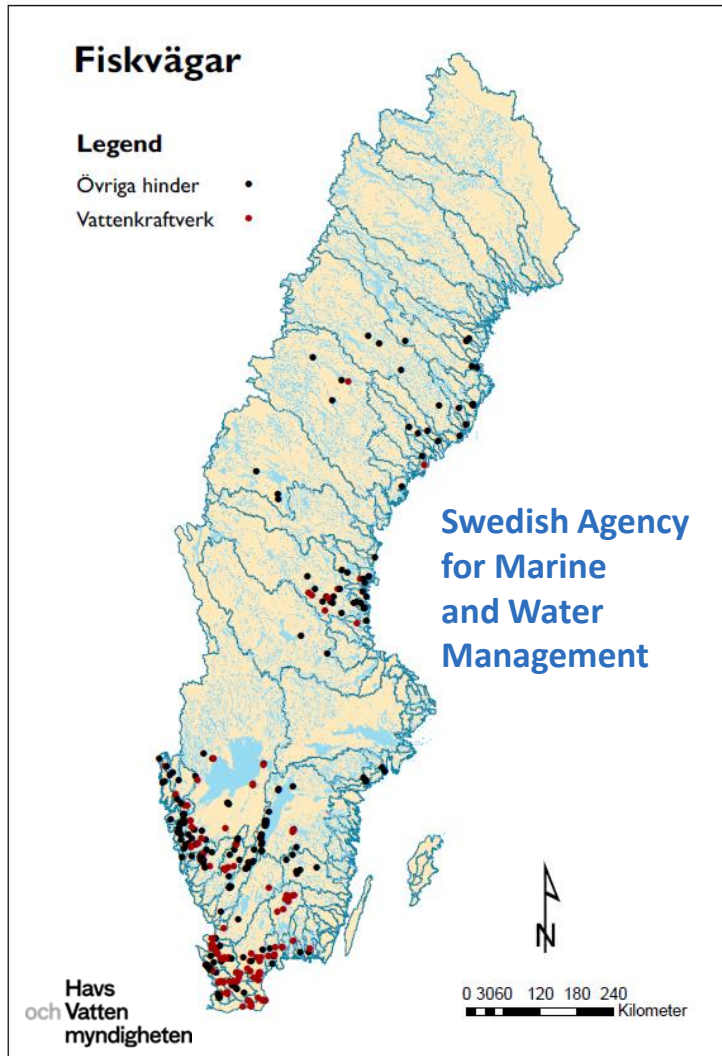 Fiskvägar
Legend
Övriga hinder
Vattenkraftverk
Swedish Agency
for Marine
and Water
Management
N
Havs
och Vatten
myndigheten
0 3060 120 180 240
Kilometer